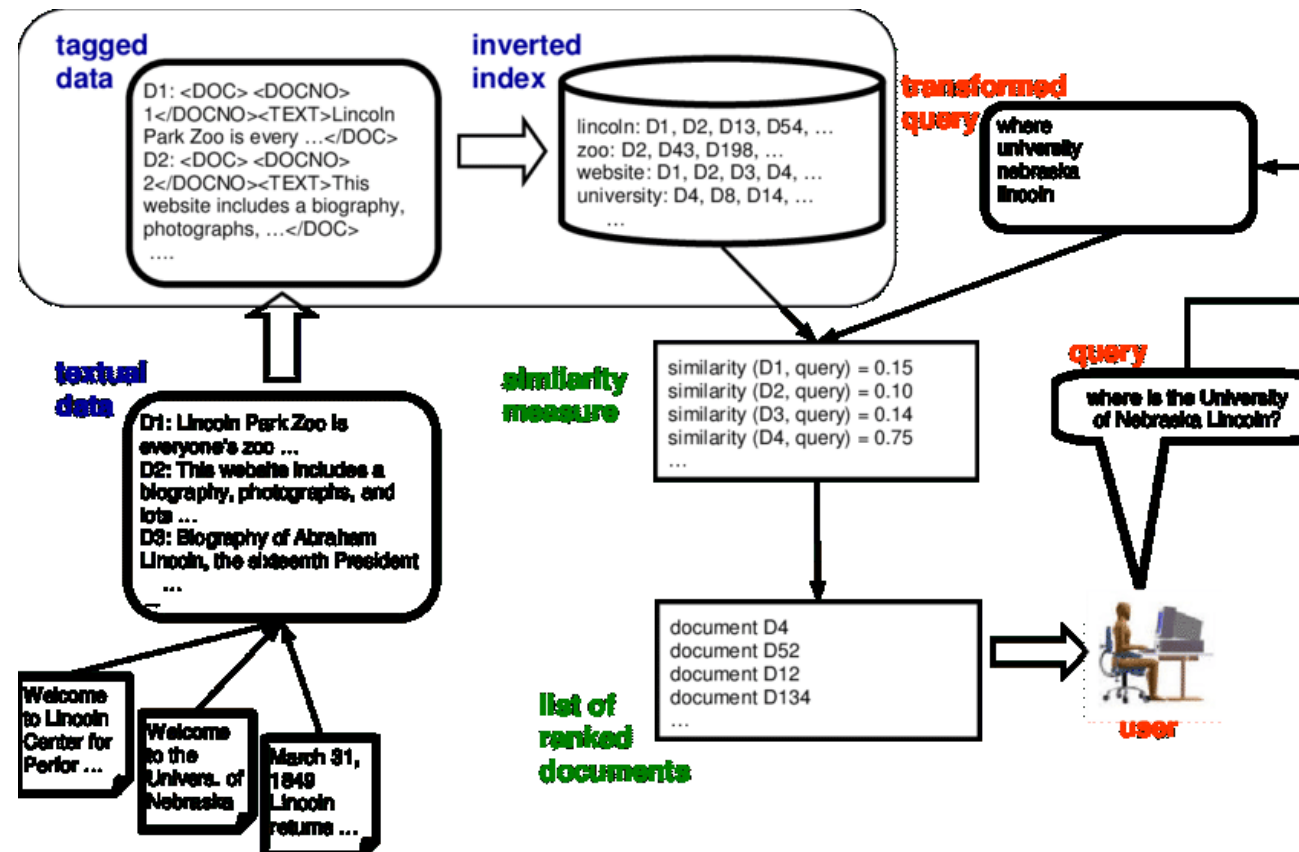 tagged
data
D1: <DOC> <DOCNO>
1</DOCNO><TEXT>Lincoln
Park Zoo is every ...</DOC>
D2: <DOC> <DOCNO>
2</DOCNO><TEXT>This
website includes a biography,
photographs, ...</DOC>
....
inverted
index
lincoln: D1, D2, D13, D54, ...
zoo: D2, D43, D198, ...
website: D1, D2, D3, D4, ...
university: D4, D8, D14, ...
...
transformed
query
where
university
nebraska
lincoln
textual
data
D1: Lincoln Park Zoo is
everyone's zoo ...
D2: This website includes a
biography, photographs, and
lots ...
D3: Biography of Abraham
Lincoln, the sixteenth President
...
similarity
measure
similarity (D1, query) = 0.15
similarity (D2, query) = 0.10
similarity (D3, query) = 0.14
similarity (D4, query) = 0.75
...
query
where is the University
of Nebraska Lincoln?
Welcome
to Lincoln
Center for
Perfor ...
Welcome
to the
Univers. of
Nebraska
March 31,
1849
Lincoln
returns ...
list of
ranked
documents
document D4
document D52
document D12
document D134
...
user